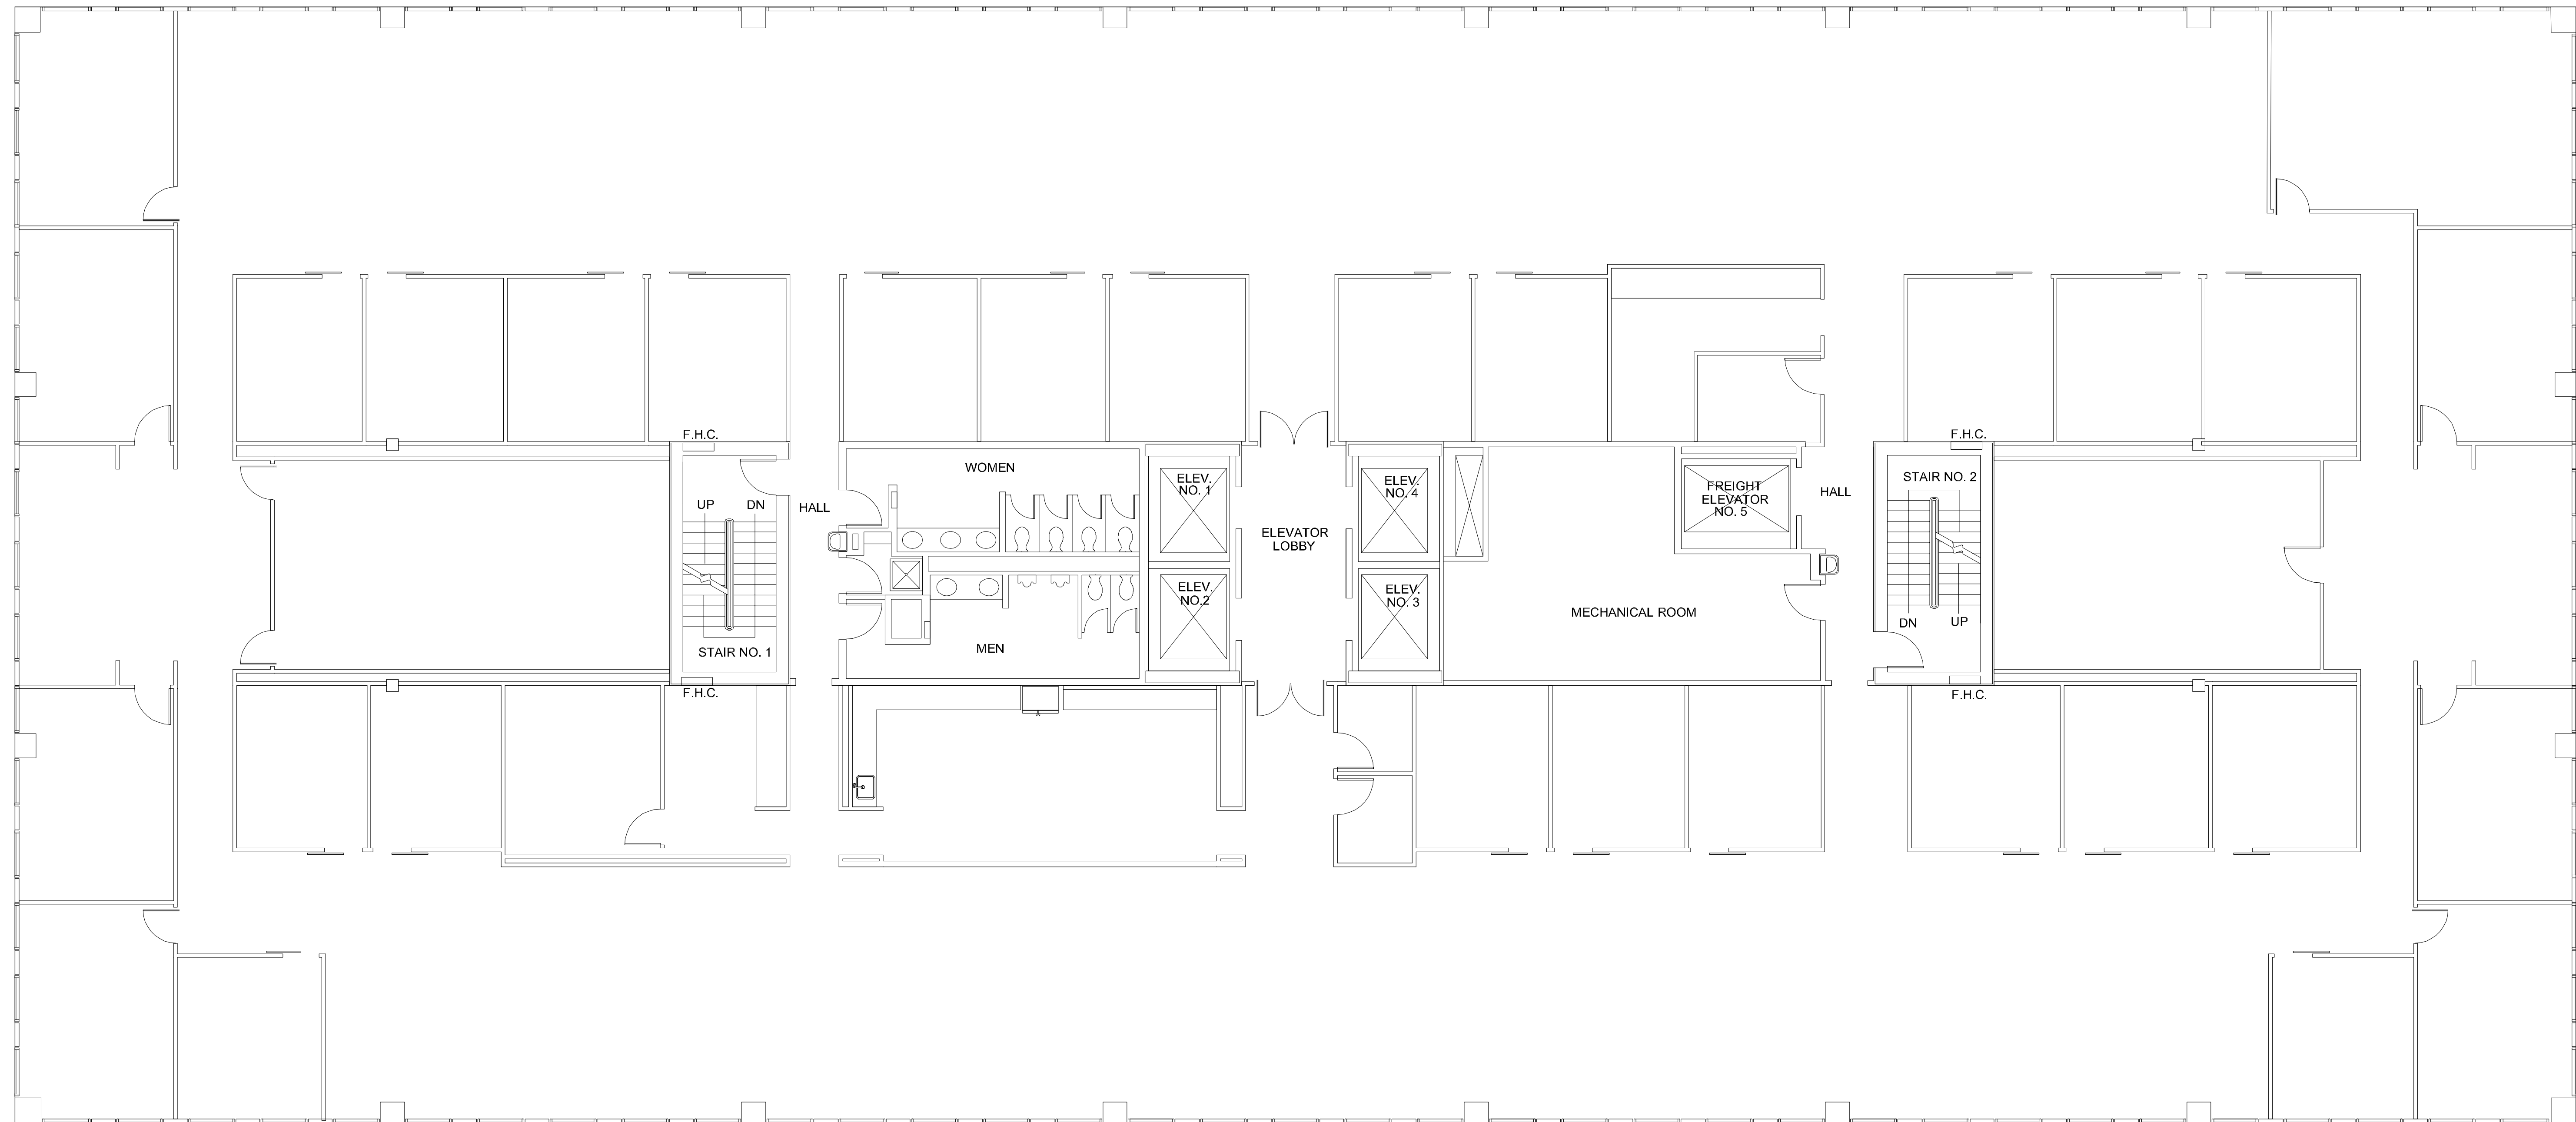 F.H.C.
F.H.C.
WOMEN
ELEV.
NO. 1
ELEV.
NO. 4
FREIGHT
ELEVATOR
NO. 5
HALL
STAIR NO. 2
UP
DN
HALL
ELEVATOR
LOBBY
ELEV.
NO.2
ELEV.
NO. 3
MECHANICAL ROOM
DN
UP
STAIR NO. 1
MEN
F.H.C.
F.H.C.